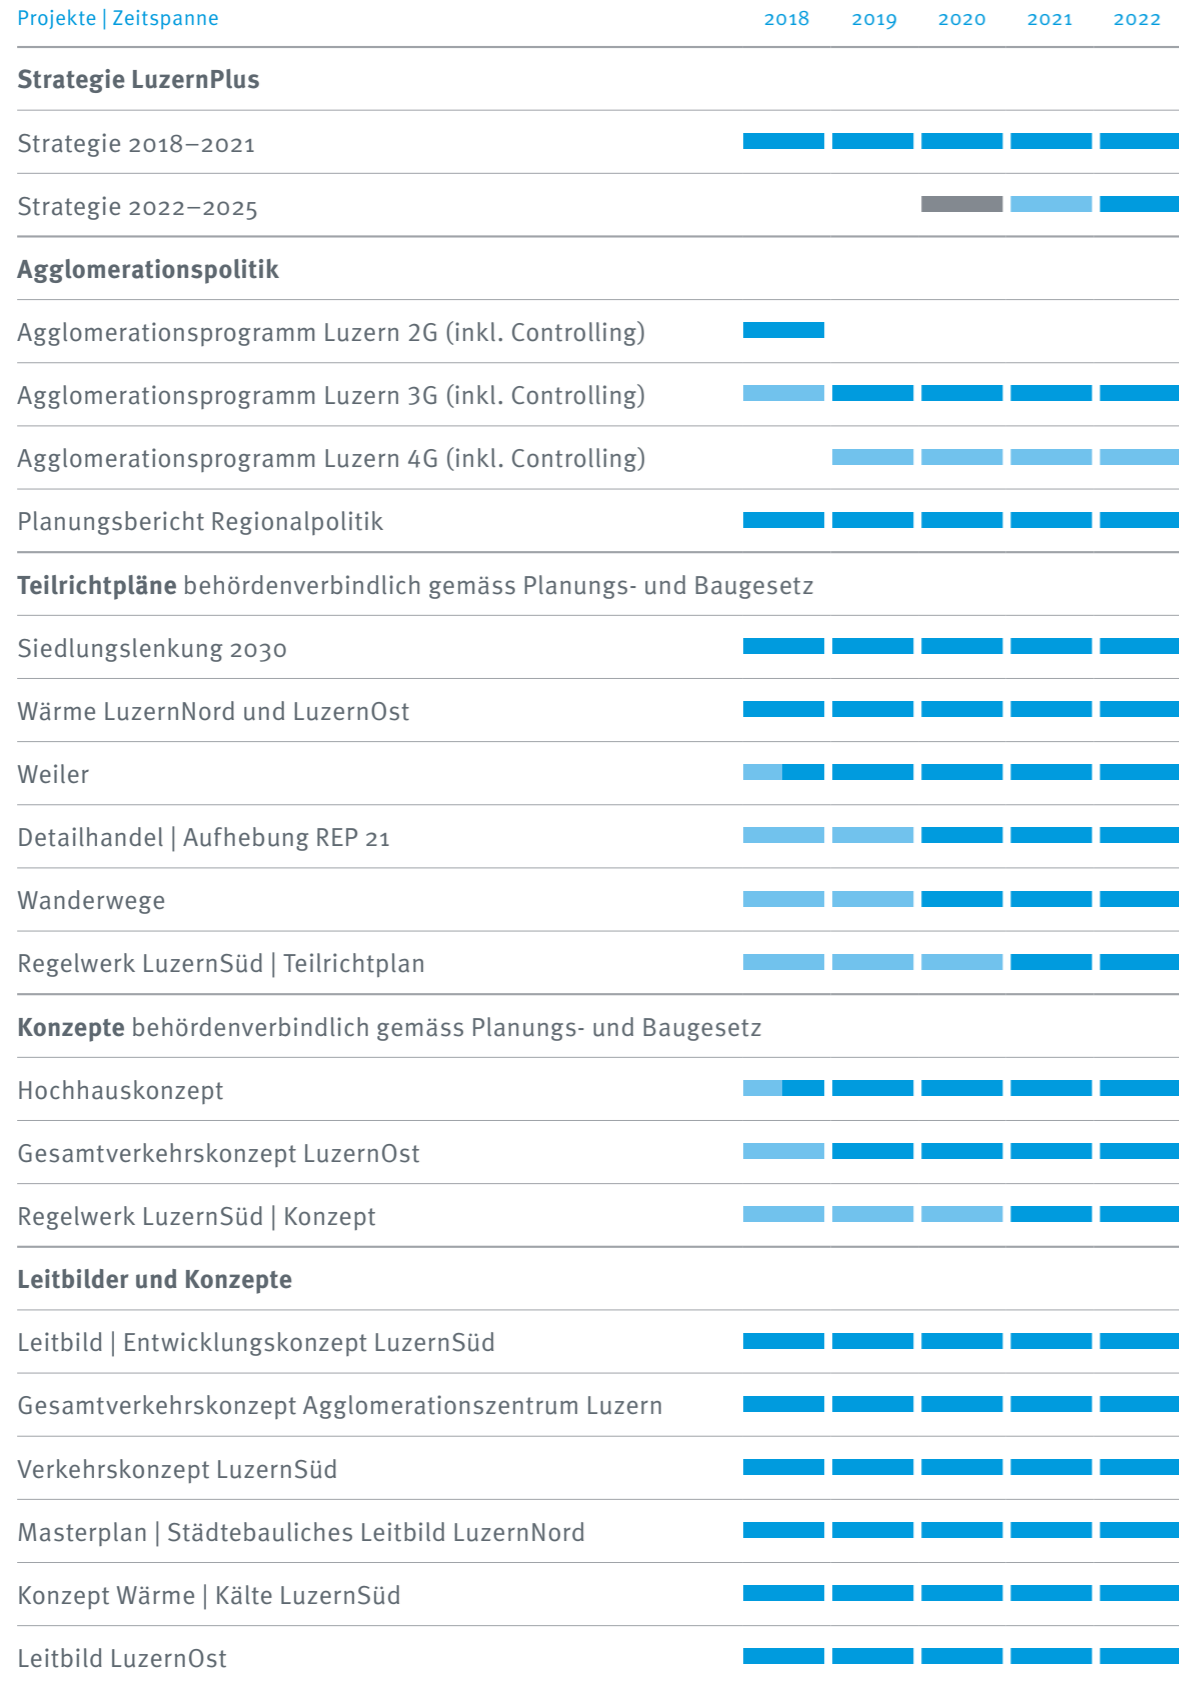 Projekte | Zeitspanne 2018 2019 2020 2021 2022
Strategie LuzernPlus
Strategie 2018–2021
Strategie 2022–2025
Agglomerationspolitik
Agglomerationsprogramm Luzern 2G (inkl. Controlling)
Agglomerationsprogramm Luzern 3G (inkl. Controlling)
Agglomerationsprogramm Luzern 4G (inkl. Controlling)
Planungsbericht Regionalpolitik
Teilrichtpläne behördenverbindlich gemäss Planungs- und Baugesetz
Siedlungslenkung 2030
Wärme LuzernNord und LuzernOst
Weiler
Detailhandel | Aufhebung REP 21
Wanderwege
Regelwerk LuzernSüd | Teilrichtplan
Konzepte behördenverbindlich gemäss Planungs- und Baugesetz
Hochhauskonzept
Gesamtverkehrskonzept LuzernOst
Regelwerk LuzernSüd | Konzept
Leitbilder und Konzepte
Leitbild | Entwicklungskonzept LuzernSüd
Gesamtverkehrskonzept Agglomerationszentrum Luzern
Verkehrskonzept LuzernSüd
Masterplan | Städtebauliches Leitbild LuzernNord
Konzept Wärme | Kälte LuzernSüd
Leitbild LuzernOst